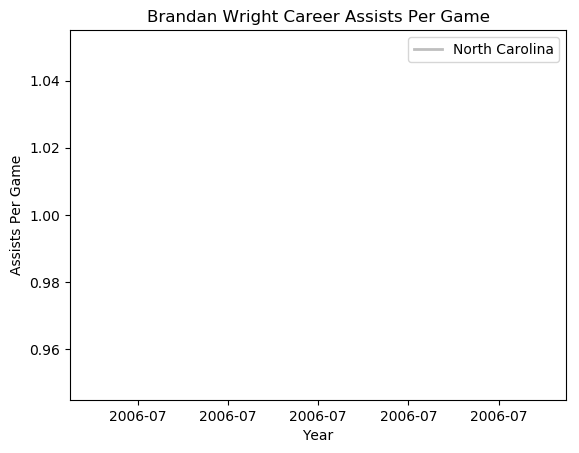 Brandan Wright Career Assists Per Game
North Carolina
1.04
1.02
1.00
0.98
0.96
Assists Per Game
2006-07 2006-07 2006-07 2006-07 2006-07
Year